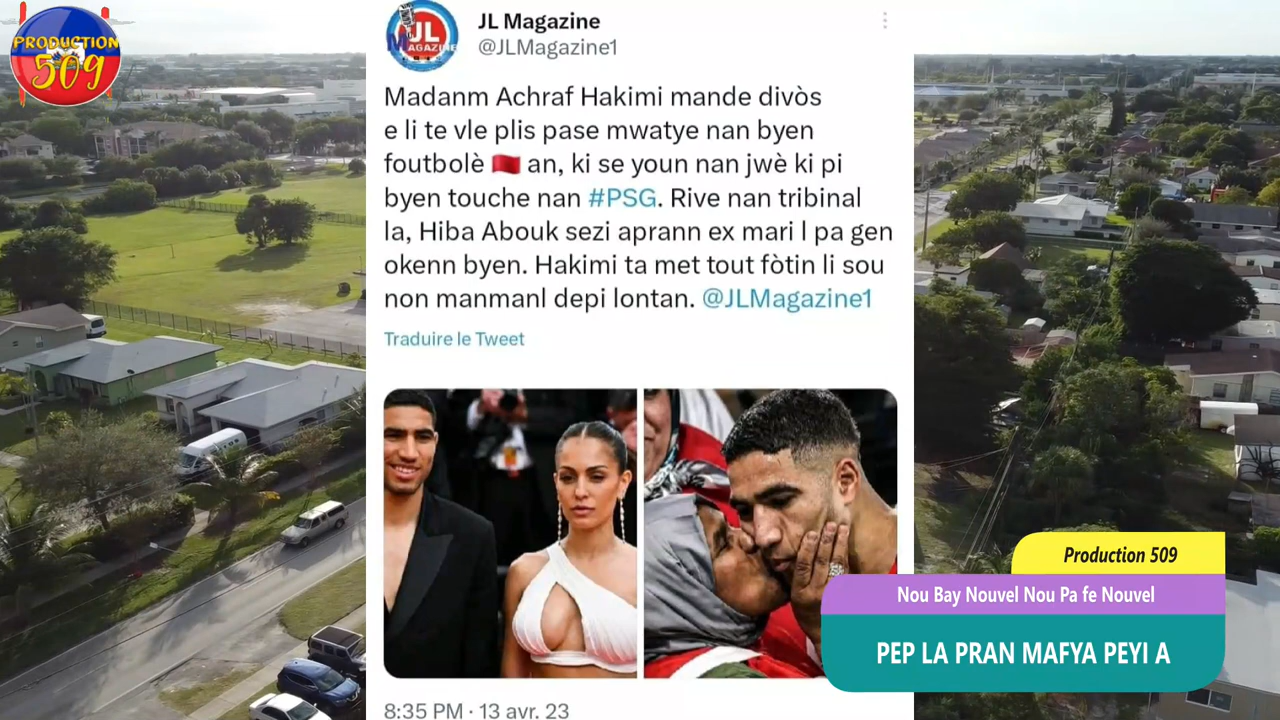 PRODUCTION
509
JL Magazine
@JLMagazine1
JL
MAGAZINE
Madanm Achraf Hakimi mande divòs
e li te vle plis pase mwatye nan byen
foutbolè 🇲🇦 an, ki se youn nan jwè ki pi
byen touche nan #PSG. Rive nan tribinal
la, Hiba Abouk sezi aprann ex mari l pa gen
okenn byen. Hakimi ta met tout fòtin li sou
non manmanl depi lontan. @JLMagazine1
Traduire le Tweet
8:35 PM · 13 avr. 23
Production 509
Nou Bay Nouvel Nou Pa fe Nouvel
PEP LA PRAN MAFYA PEYI A